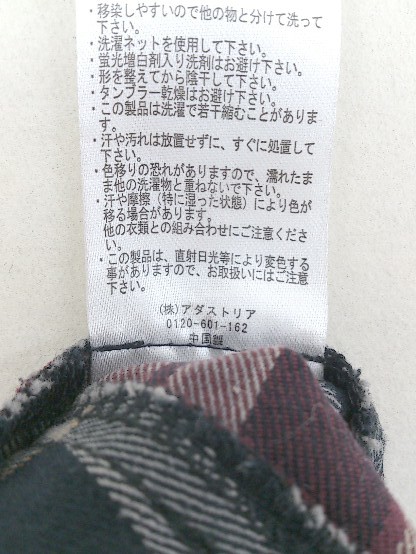 ・移染しやすいので他の物と分けて洗って
下さい。
・洗濯ネットを使用して下さい。
・蛍光増白剤入り洗剤はお避け下さい。
・形を整えてから陰干して下さい。
・タンブラー乾燥はお避け下さい。
・この製品は洗濯で若干縮むことがありま
す。
・汗や汚れは放置せずに、すぐに処置して
下さい。
・色移りの恐れがありますので、濡れたま
ま他の洗濯物と重ねないで下さい。
・汗や摩擦（特に湿った状態）により色が
移る場合があります。
他の衣類との組み合わせにご注意くださ
い。
・この製品は、直射日光等により変色する
事がありますので、お取扱いにはご注意
下さい。
(株)アダストリア
0120-601-162
中国製